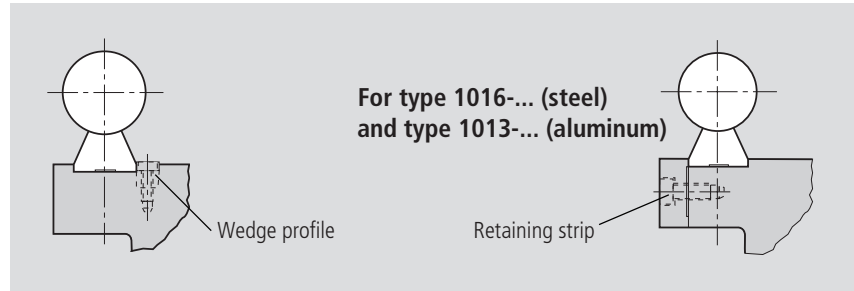 For type 1016-... (steel)
and type 1013-... (aluminum)
Wedge profile
Retaining strip